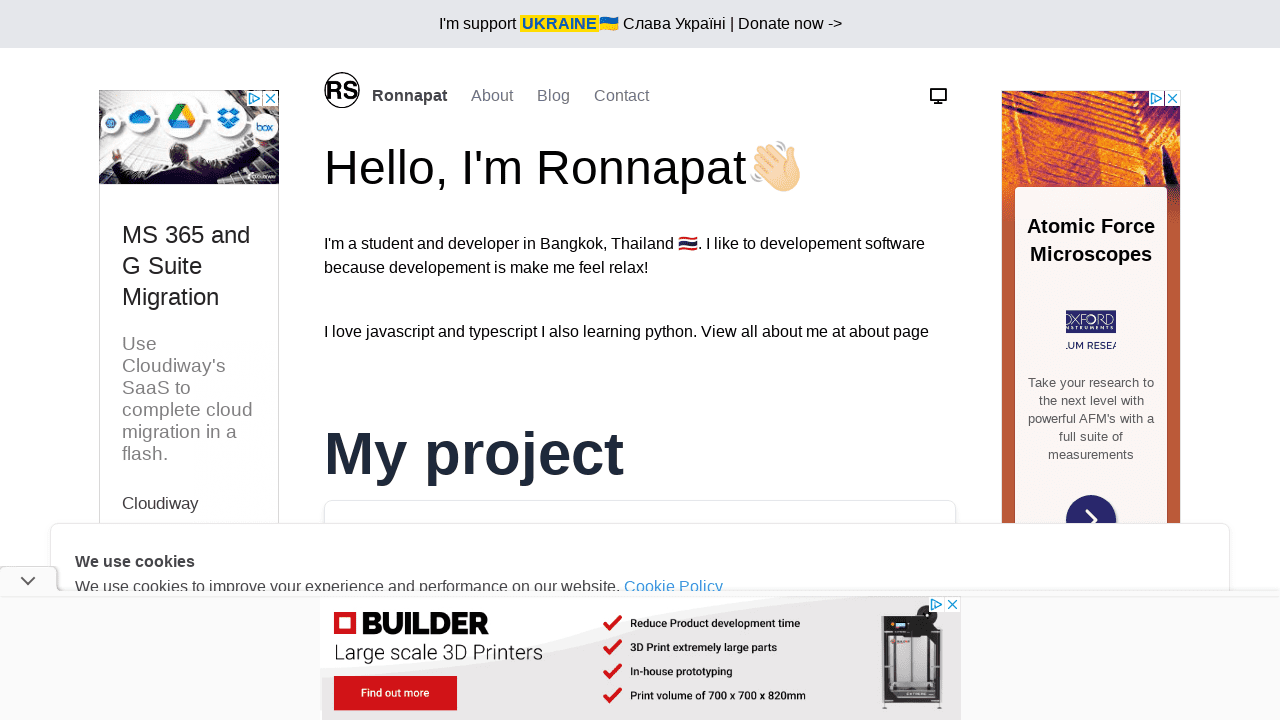 I'm support UKRAINE🇺🇦 Слава Україні | Donate now ->
RS Ronnapat About Blog Contact
Hello, I'm Ronnapat👋🏻
I'm a student and developer in Bangkok, Thailand 🇹🇭. I like to developement software
because developement is make me feel relax!
I love javascript and typescript I also learning python. View all about me at about page
My project
box
MS 365 and
G Suite
Migration
Use
Cloudiway's
SaaS to
complete cloud
migration in a
flash.
Cloudiway
Atomic Force
Microscopes
OXFORD
INSTRUMENTS
Take your research to
the next level with
powerful AFM's with a
full suite of
measurements
We use cookies
We use cookies to improve your experience and performance on our website. Cookie Policy
BUILDER
Large scale 3D Printers
Find out more
Reduce Product development time
3D Print extremely large parts
In-house prototyping
Print volume of 700 x 700 x 820mm